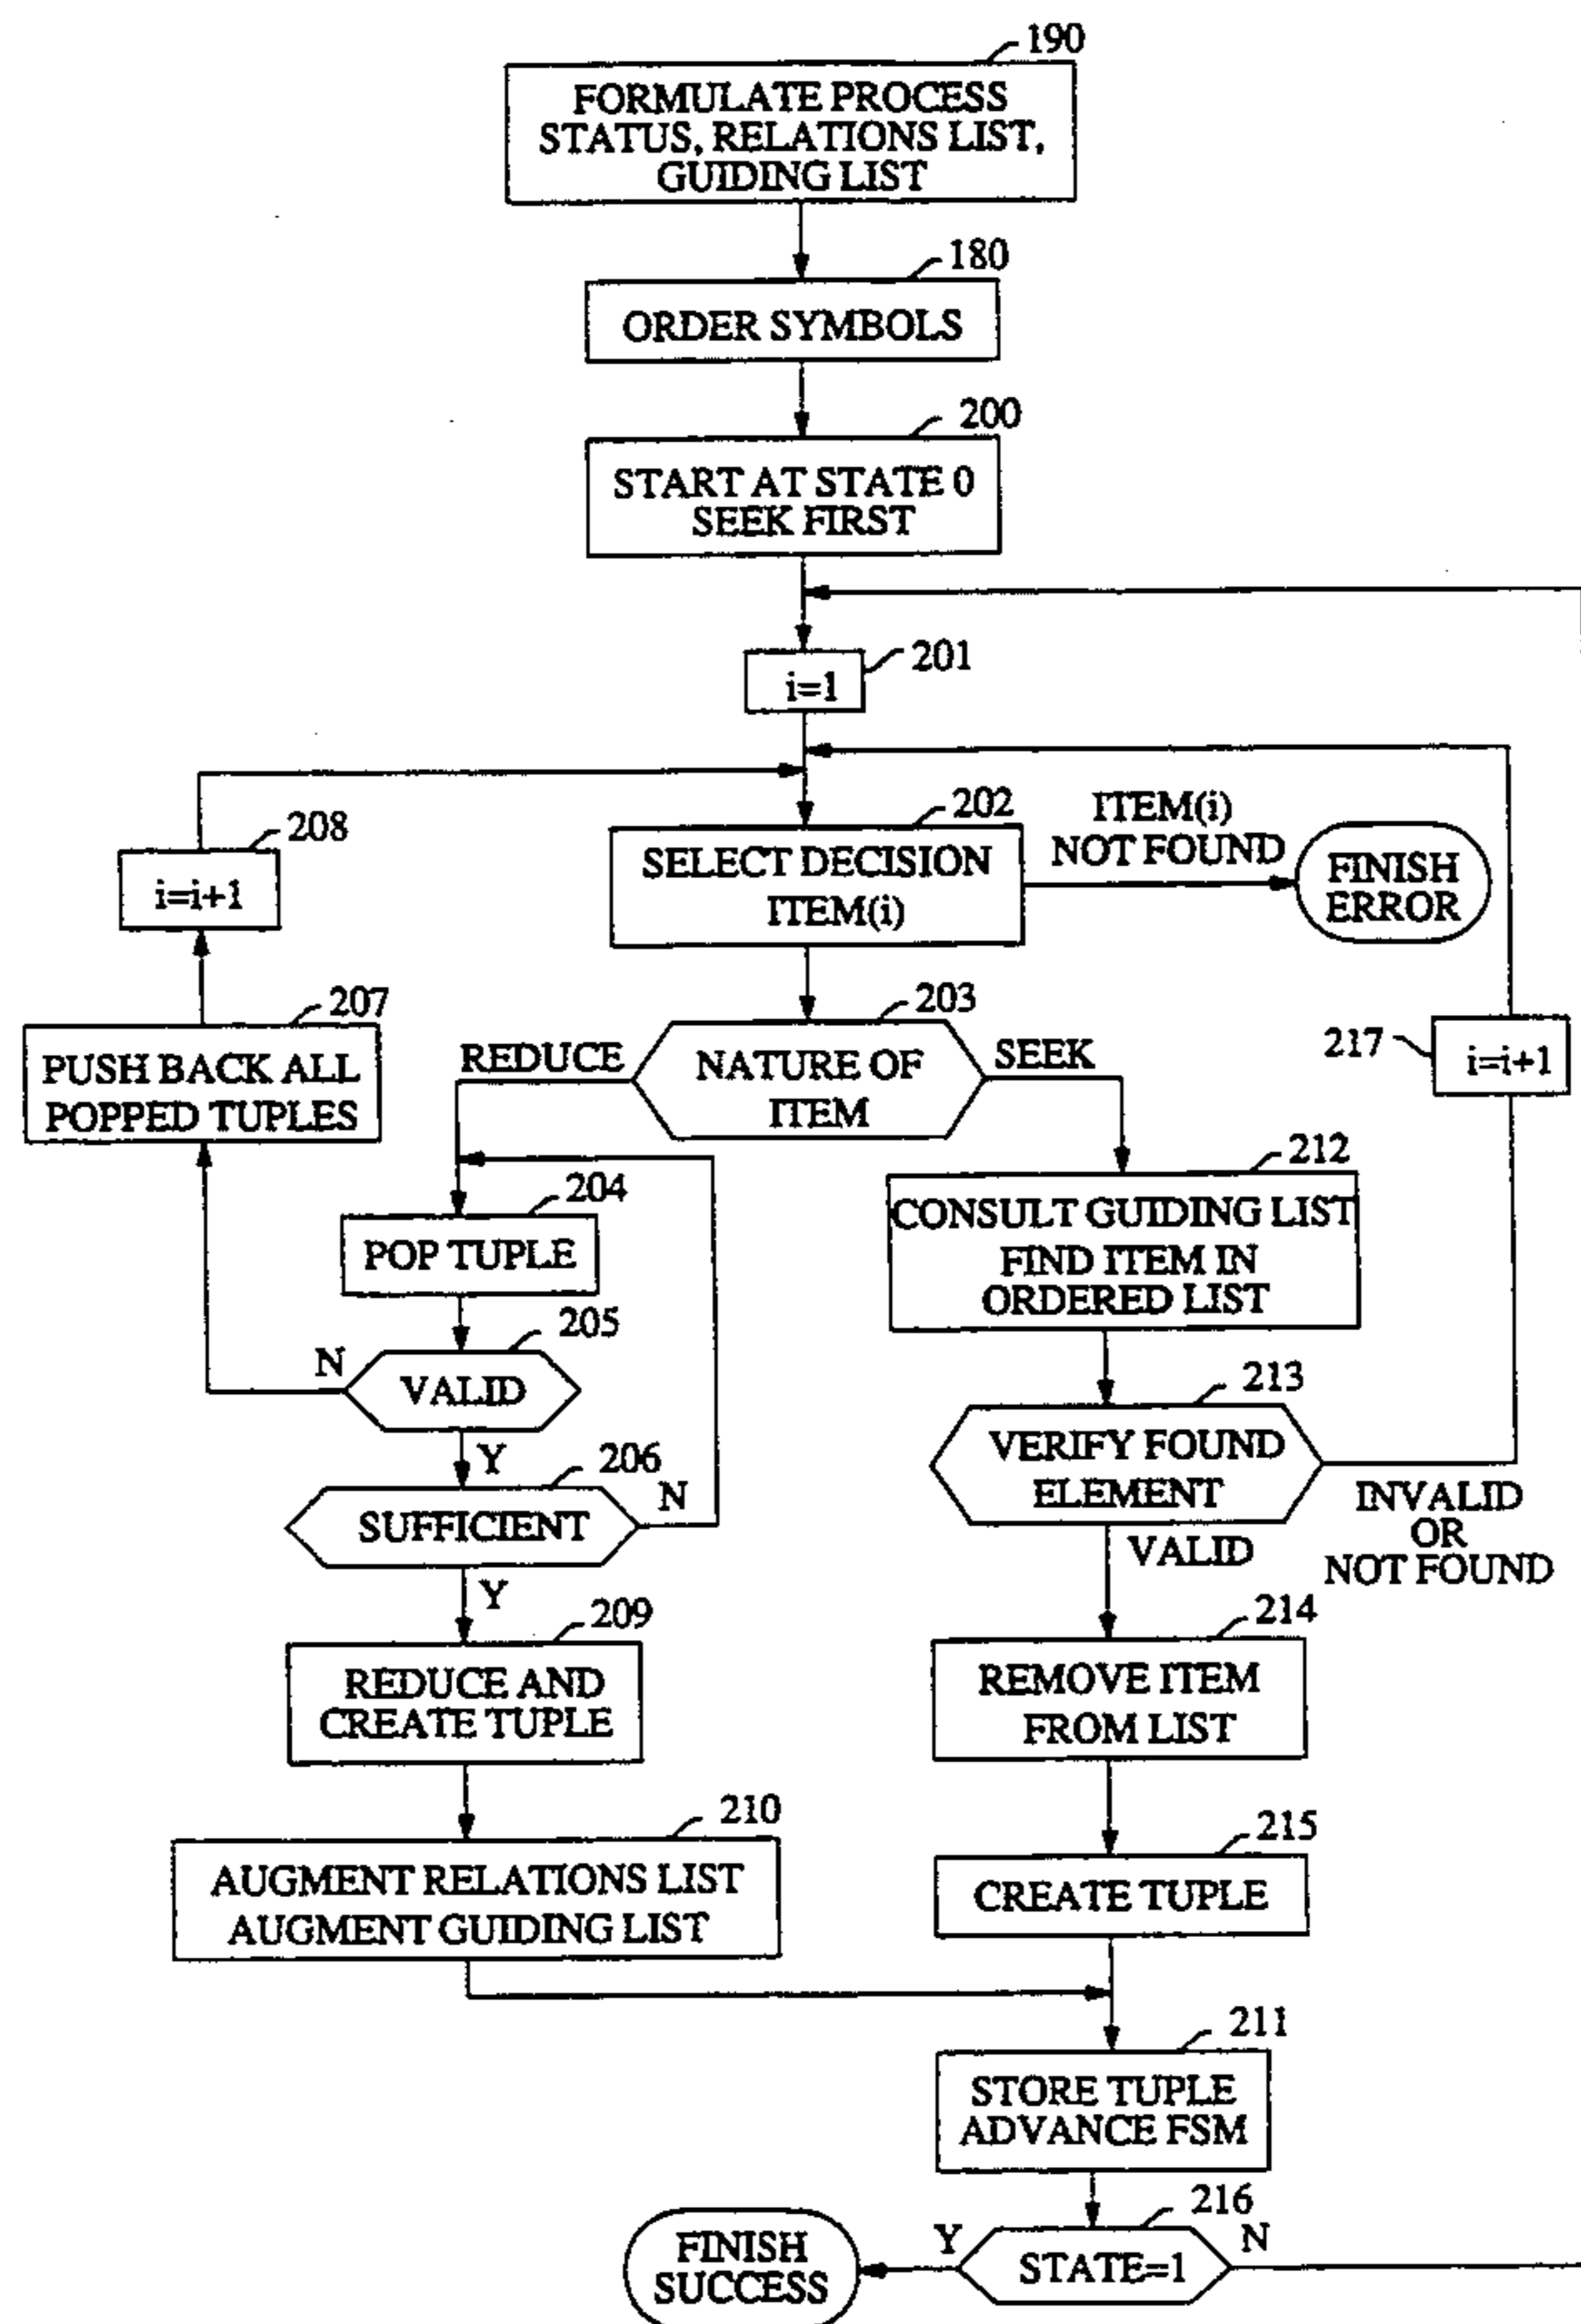 190
FORMULATE PROCESS
STATUS, RELATIONS LIST,
GUIDING LIST
180
ORDER SYMBOLS
200
START AT STATE 0
SEEK FIRST
201
i=1
202
SELECT DECISION
ITEM(i)
ITEM(i)
NOT FOUND
FINISH
ERROR
208
i=i+1
207
PUSH BACK ALL
POPPED TUPLES
203
NATURE OF
ITEM
REDUCE
SEEK
217
i=i+1
204
POP TUPLE
212
CONSULT GUIDING LIST
FIND ITEM IN
ORDERED LIST
205
VALID
N
Y
213
VERIFY FOUND
ELEMENT
INVALID
OR
NOT FOUND
VALID
206
SUFFICIENT
N
Y
209
REDUCE AND
CREATE TUPLE
214
REMOVE ITEM
FROM LIST
210
AUGMENT RELATIONS LIST
AUGMENT GUIDING LIST
215
CREATE TUPLE
211
STORE TUPLE
ADVANCE FSM
216
STATE=1
Y
N
FINISH
SUCCESS